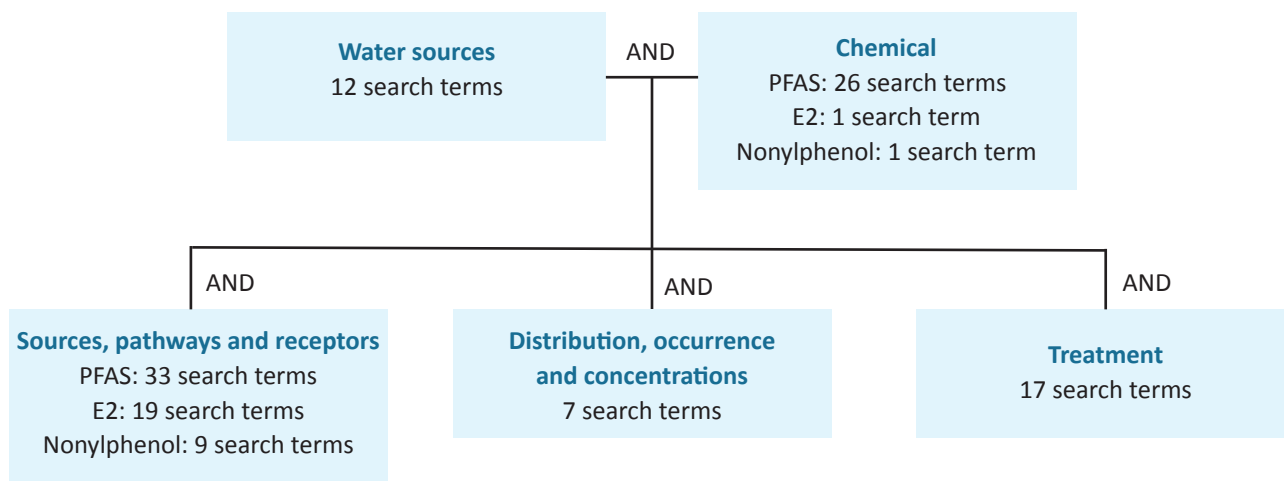 Water sources
12 search terms
AND
Chemical
PFAS: 26 search terms
E2: 1 search term
Nonylphenol: 1 search term
AND
AND
AND
Sources, pathways and receptors
PFAS: 33 search terms
E2: 19 search terms
Nonylphenol: 9 search terms
Distribution, occurrence
and concentrations
7 search terms
Treatment
17 search terms